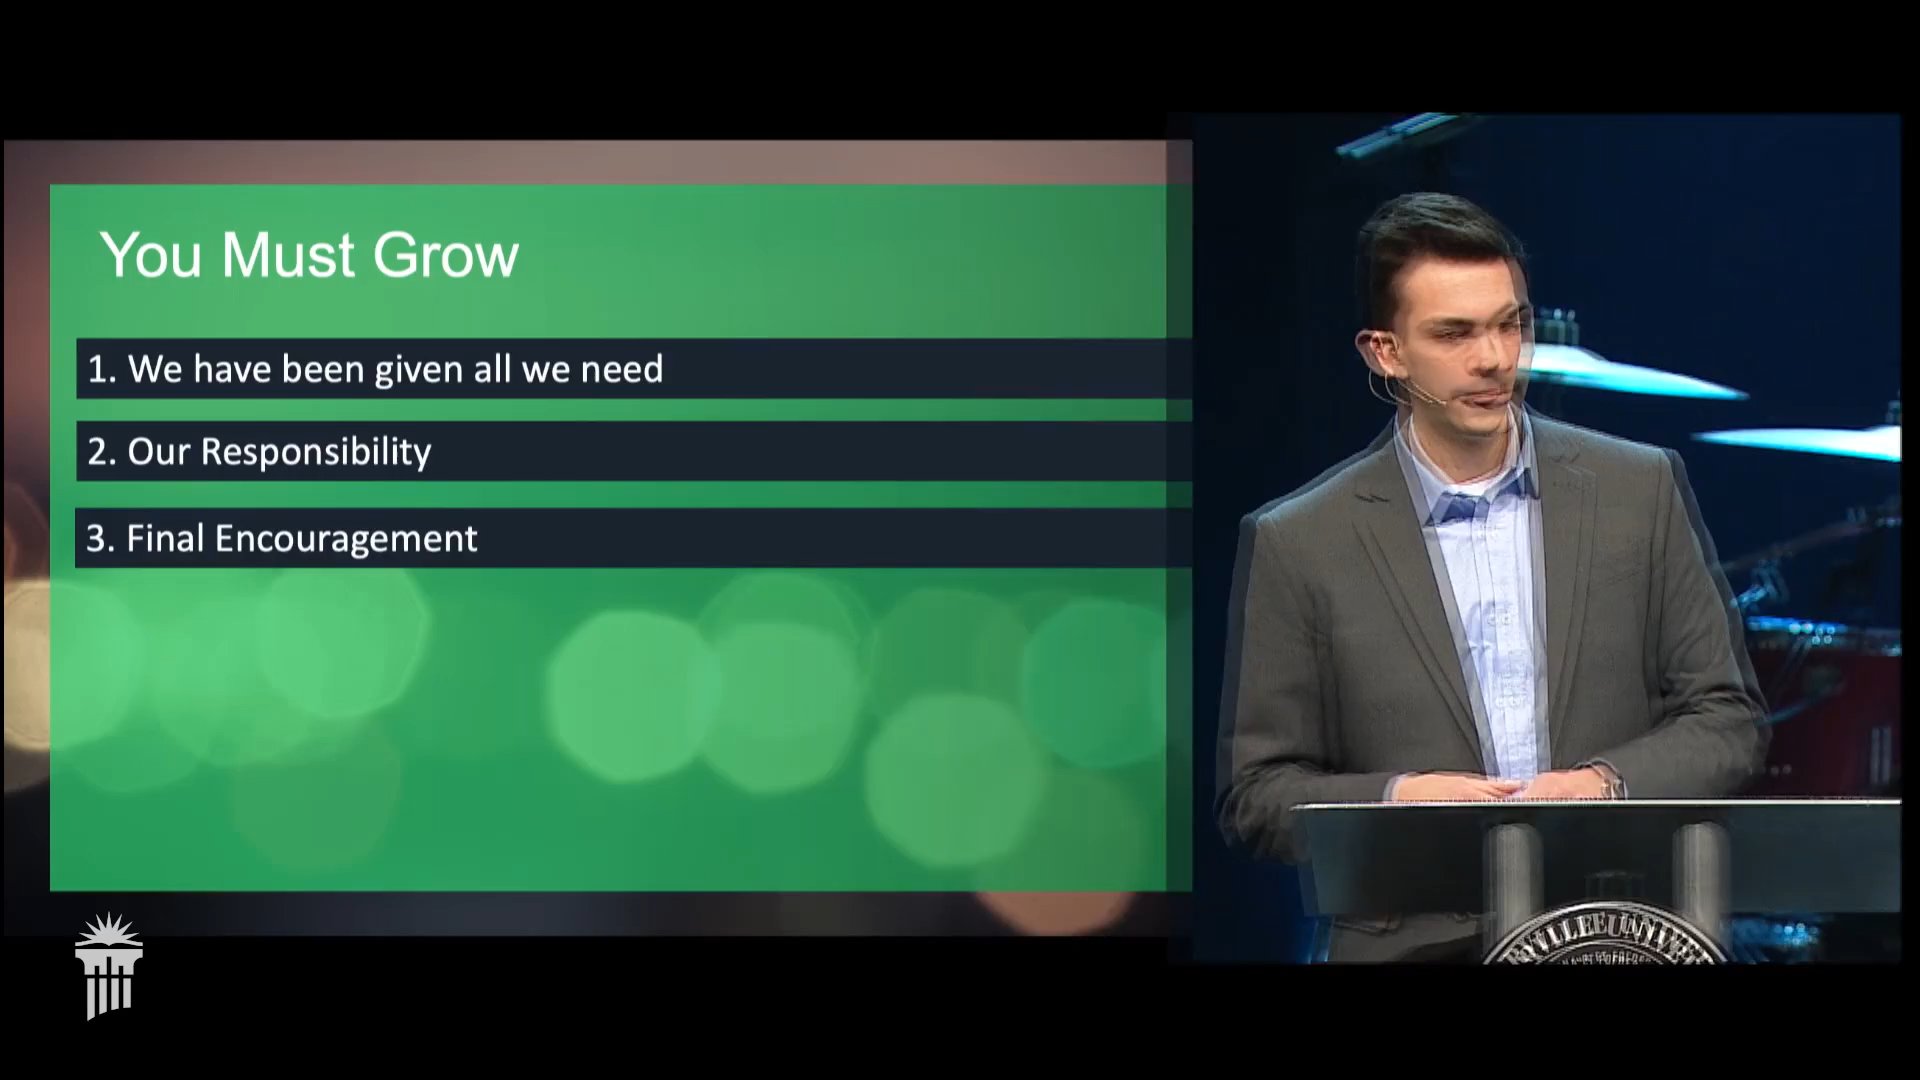 You Must Grow
1. We have been given all we need
2. Our Responsibility
3. Final Encouragement